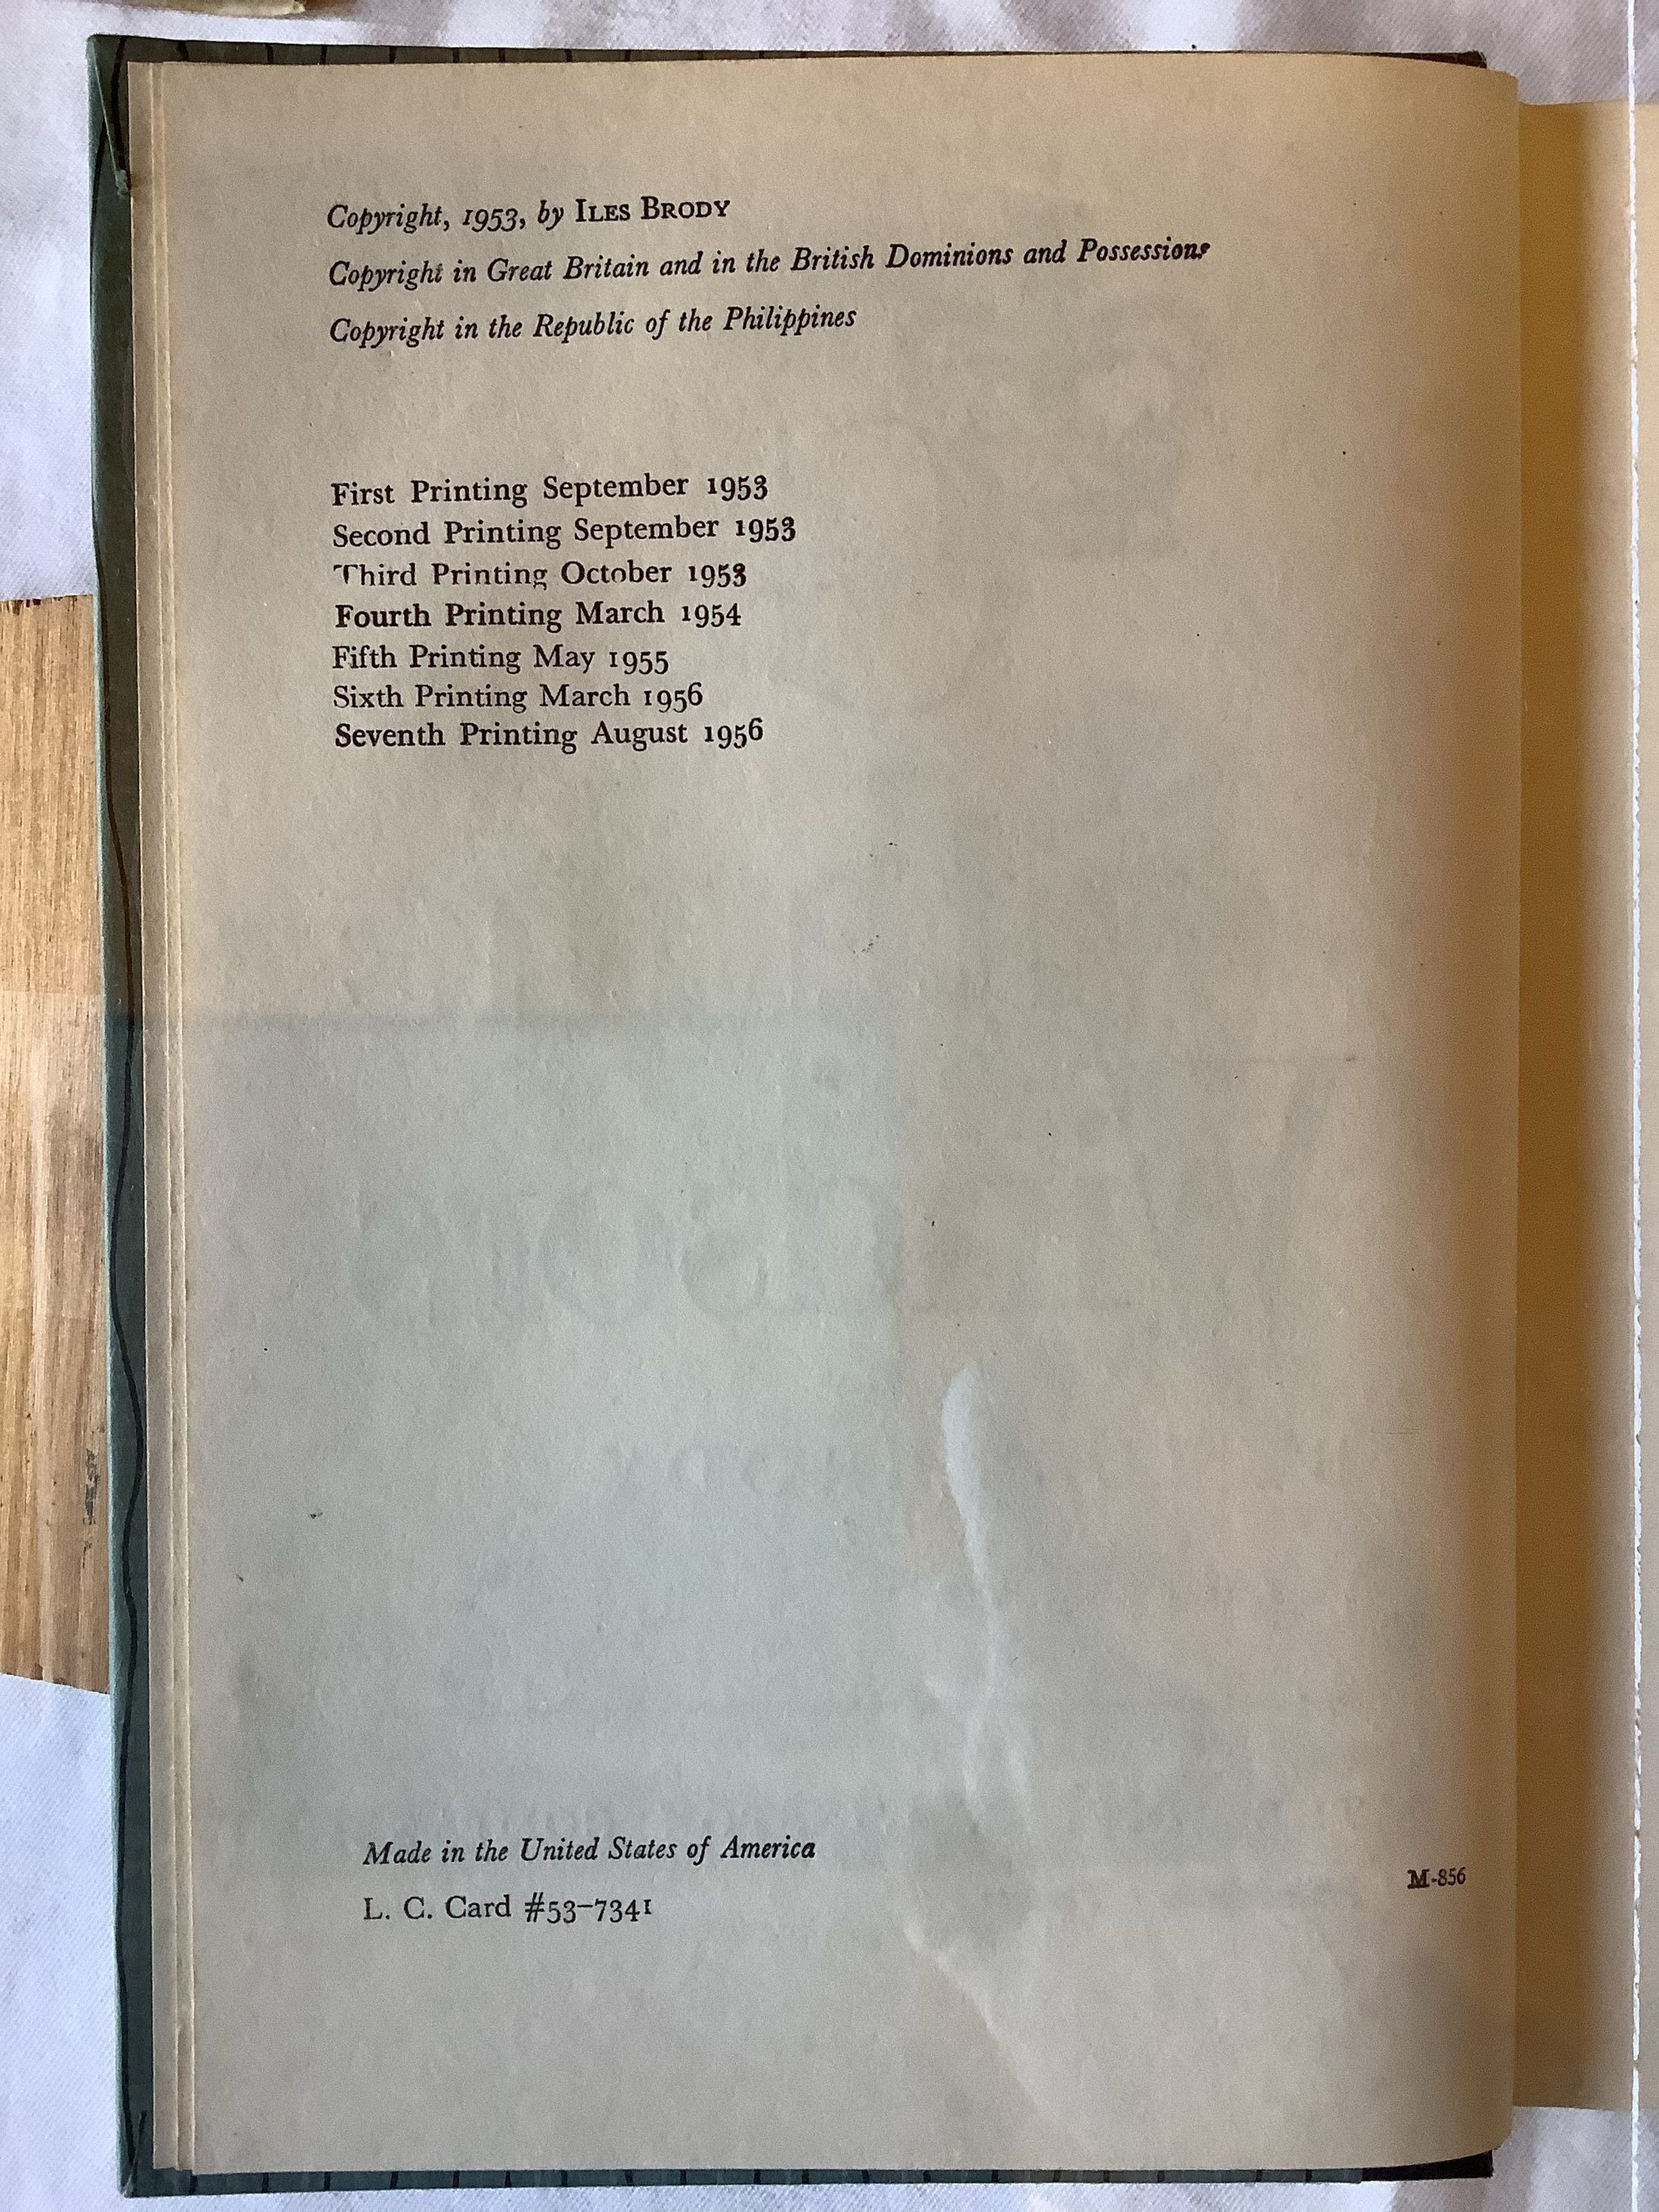 Copyright, 1953, by ILES BRODY
Copyright in Great Britain and in the British Dominions and Possessions
Copyright in the Republic of the Philippines
First Printing September 1953
Second Printing September 1953
Third Printing October 1953
Fourth Printing March 1954
Fifth Printing May 1955
Sixth Printing March 1956
Seventh Printing August 1956
Made in the United States of America
M-856
L. C. Card #53–7341